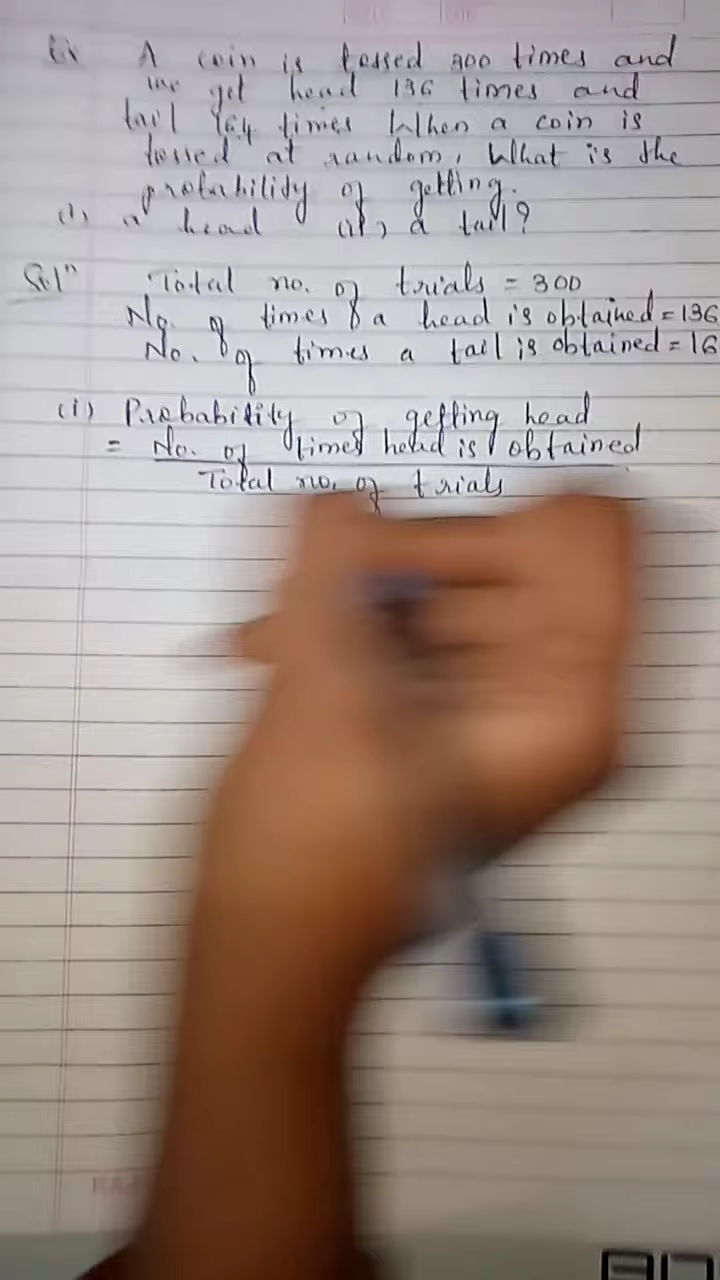 A coin is tossed 300 times and
we get head 136 times and
tail 164 times When a coin is
tossed at random, What is the
probability of getting.
(i) a head (ii) a tail?
Solⁿ Total no. of trials = 300
No. of times a head is obtained = 136
No. of times a tail is obtained = 16
(i) Probability of getting head
= No. of times head is obtained
Total no. of trials